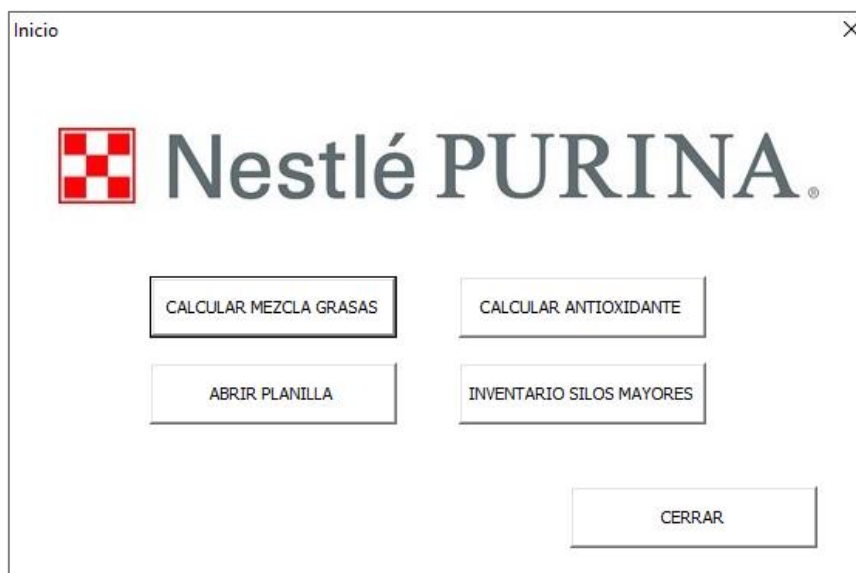 Inicio
Nestlé PURINA®
CALCULAR MEZCLA GRASAS
CALCULAR ANTIOXIDANTE
ABRIR PLANILLA
INVENTARIO SILOS MAYORES
CERRAR